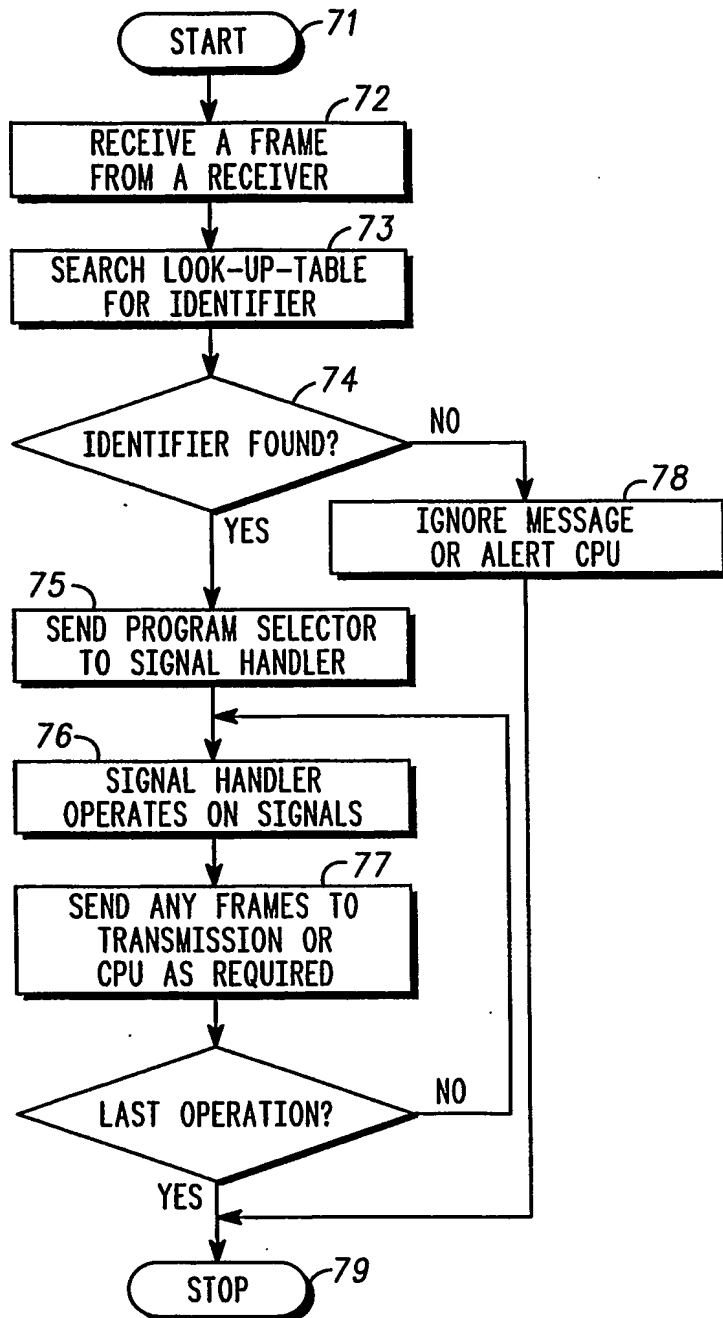 START
71
72
RECEIVE A FRAME
FROM A RECEIVER
73
SEARCH LOOK-UP-TABLE
FOR IDENTIFIER
74
IDENTIFIER FOUND?
NO
YES
78
IGNORE MESSAGE
OR ALERT CPU
75
SEND PROGRAM SELECTOR
TO SIGNAL HANDLER
76
SIGNAL HANDLER
OPERATES ON SIGNALS
77
SEND ANY FRAMES TO
TRANSMISSION OR
CPU AS REQUIRED
LAST OPERATION?
NO
YES
STOP
79